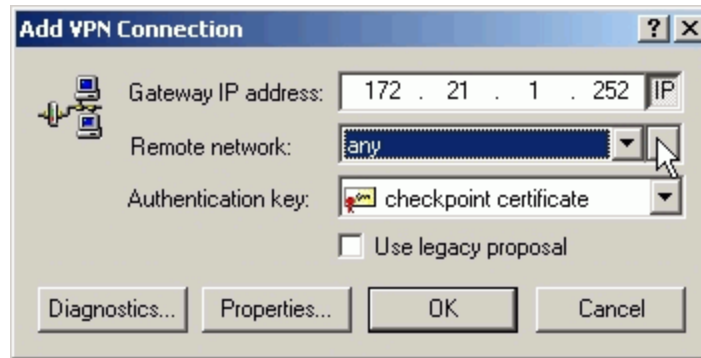 Add VPN Connection
Gateway IP address: 172 . 21 . 1 . 252 IP
Remote network: any
Authentication key: checkpoint certificate
Use legacy proposal
Diagnostics... Properties... OK Cancel